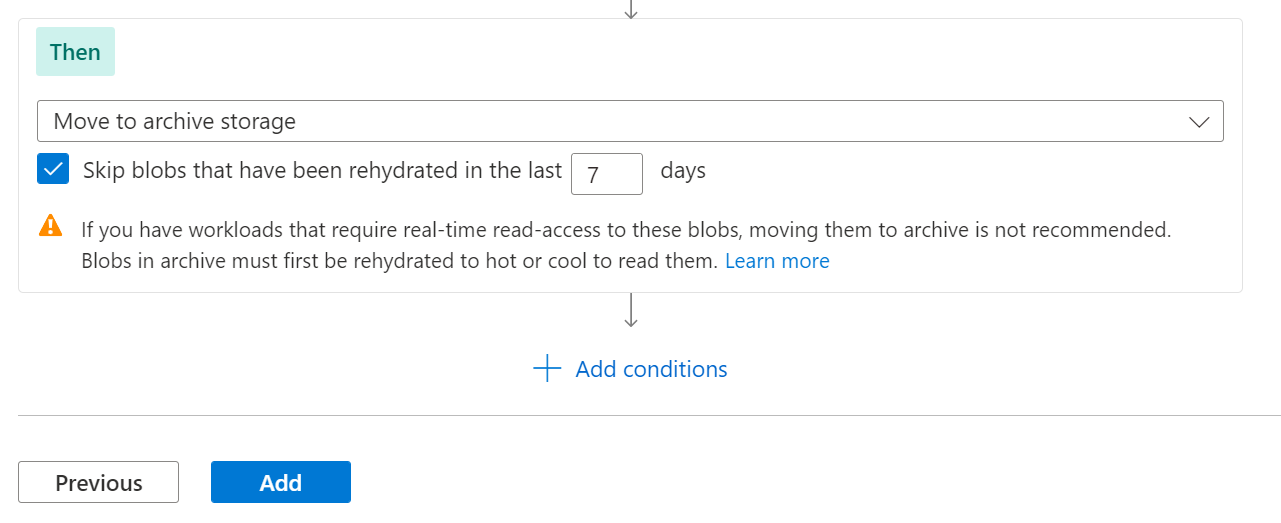 Then
Move to archive storage
Skip blobs that have been rehydrated in the last 7 days
If you have workloads that require real-time read-access to these blobs, moving them to archive is not recommended.
Blobs in archive must first be rehydrated to hot or cool to read them. Learn more
Add conditions
Previous Add